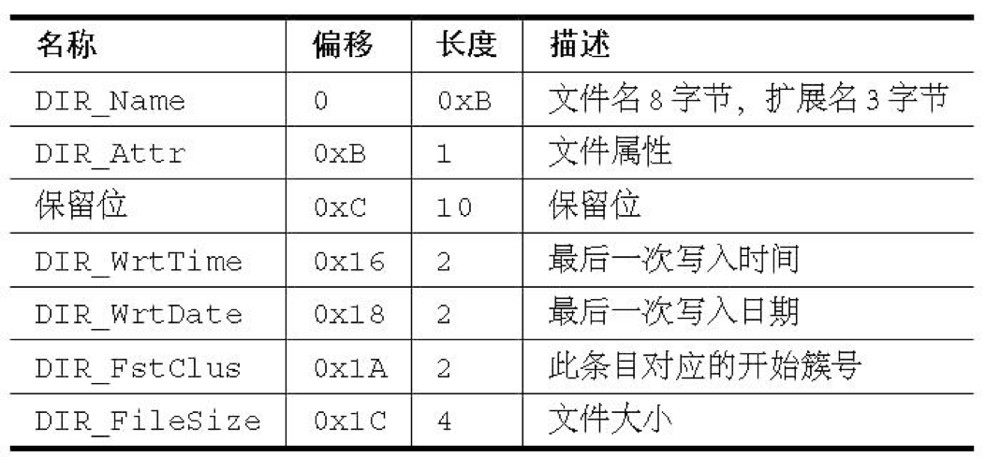 名称 偏移 长度 描述
DIR_Name 0 0xB 文件名8字节，扩展名3字节
DIR_Attr 0xB 1 文件属性
保留位 0xC 10 保留位
DIR_WrtTime 0x16 2 最后一次写入时间
DIR_WrtDate 0x18 2 最后一次写入日期
DIR_FstClus 0x1A 2 此条目对应的开始簇号
DIR_FileSize 0x1C 4 文件大小